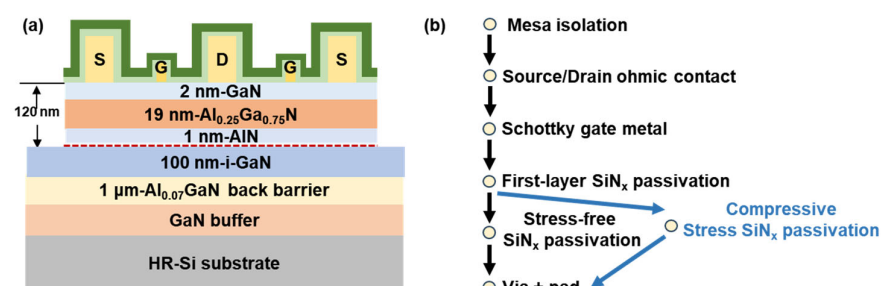 (a)
S
G
D
G
S
2 nm-GaN
120 nm
19 nm-Al0.25Ga0.75N
1 nm-AlN
100 nm-i-GaN
1 μm-Al0.07GaN back barrier
GaN buffer
HR-Si substrate
(b)
Mesa isolation
Source/Drain ohmic contact
Schottky gate metal
First-layer SiNx passivation
Stress-free
SiNx passivation
Compressive
Stress SiNx passivation
Via + pad